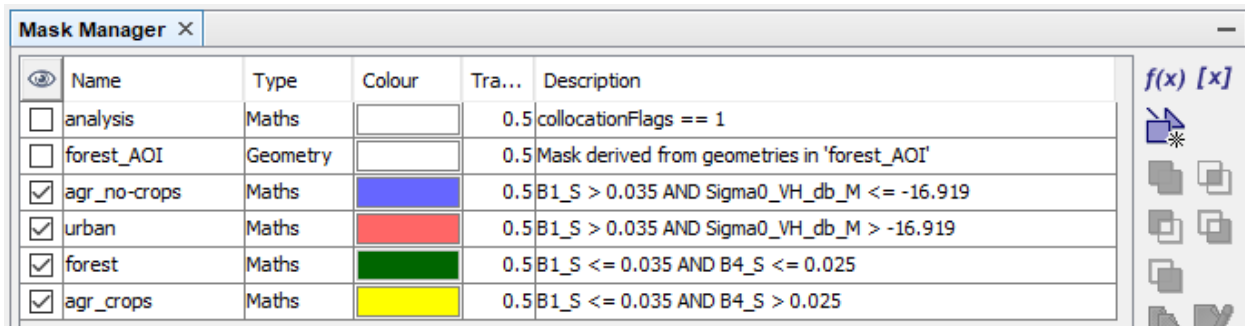 Mask Manager ×
Name Type Colour Tra... Description f(x) [x]
analysis Maths 0.5 collocationFlags == 1
forest_AOI Geometry 0.5 Mask derived from geometries in 'forest_AOI'
agr_no-crops Maths 0.5 B1_S > 0.035 AND Sigma0_VH_db_M <= -16.919
urban Maths 0.5 B1_S > 0.035 AND Sigma0_VH_db_M > -16.919
forest Maths 0.5 B1_S <= 0.035 AND B4_S <= 0.025
agr_crops Maths 0.5 B1_S <= 0.035 AND B4_S > 0.025